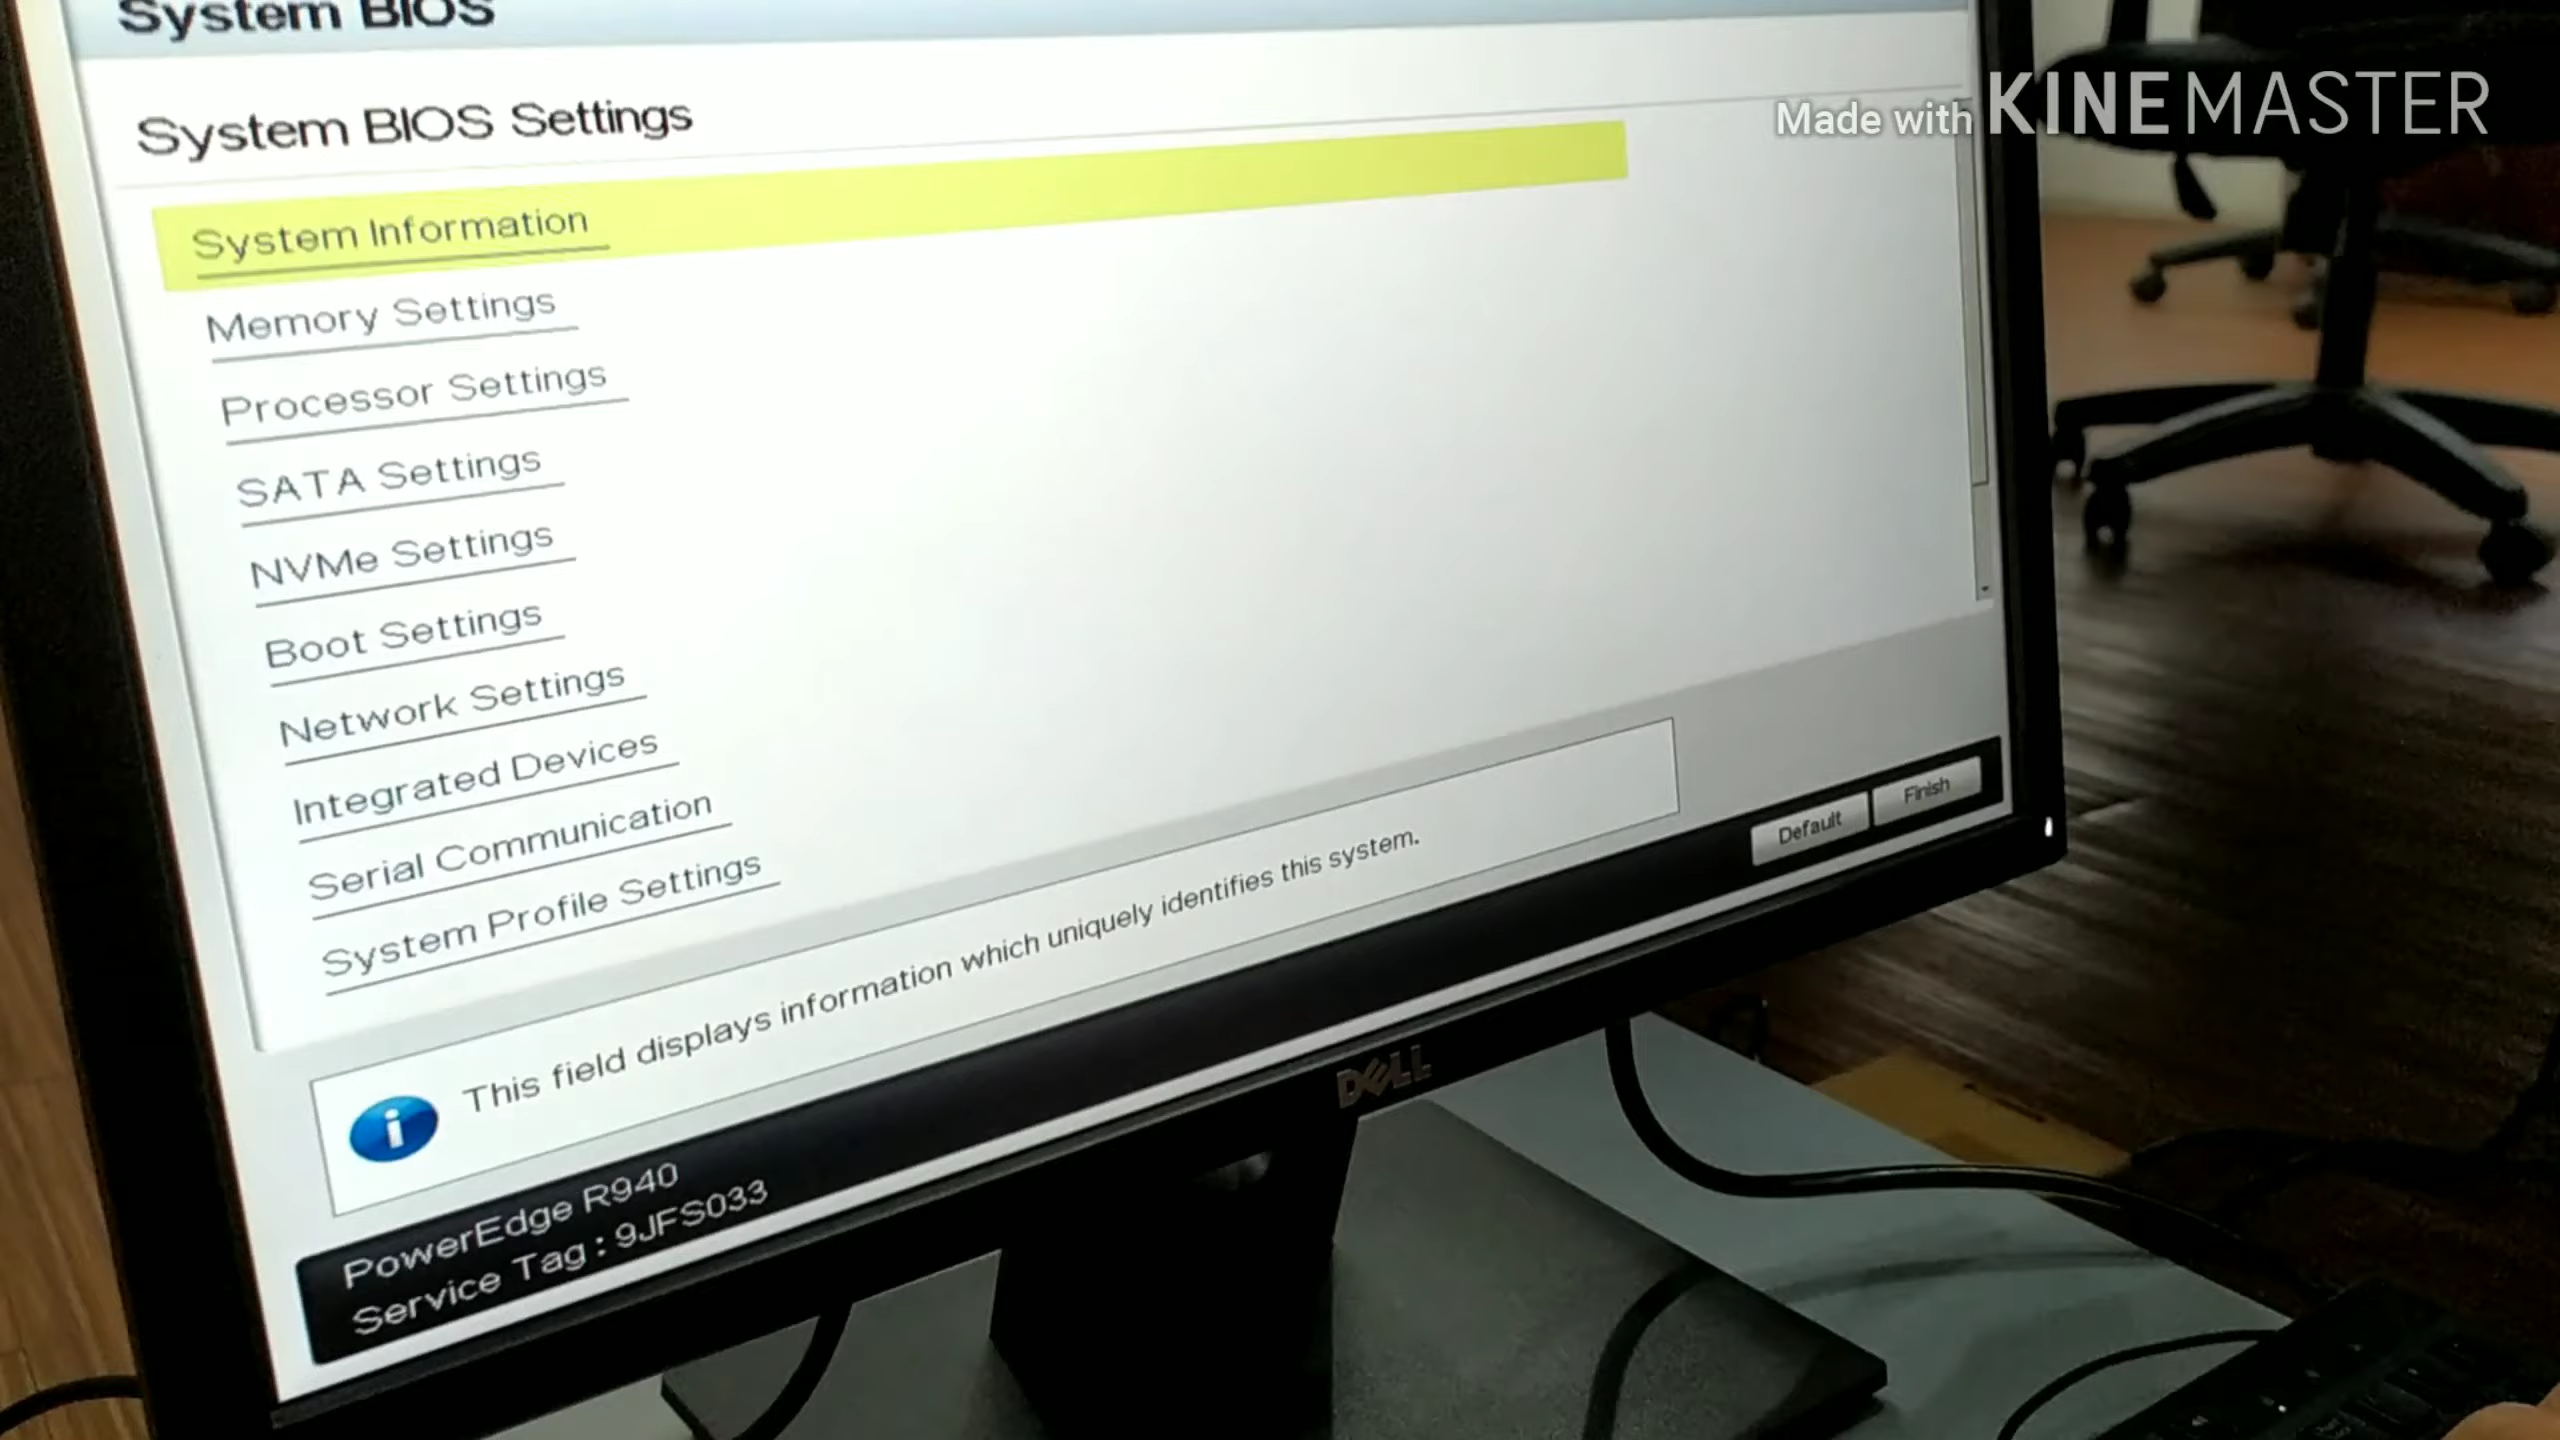 System BIOS
System BIOS Settings
Made with KINEMASTER
System Information
Memory Settings
Processor Settings
SATA Settings
NVMe Settings
Boot Settings
Network Settings
Integrated Devices
Serial Communication
System Profile Settings
This field displays information which uniquely identifies this system.
Default
Finish
PowerEdge R940
Service Tag : 9JFS033
DELL